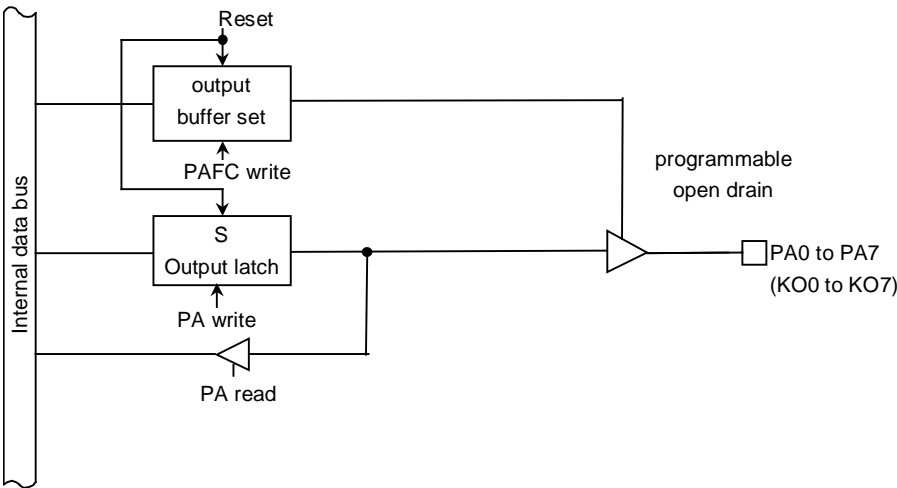 Reset
output
buffer set
PAFC write
programmable
open drain
S
Output latch
PA0 to PA7
(KO0 to KO7)
PA write
PA read
Internal data bus